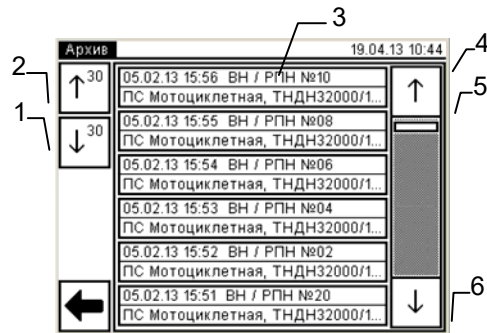 3
Архив 19.04.13 10:44
4
2
30
05.02.13 15:56 ВН / РПН №10
ПС Мотоциклетная, ТНДН32000/1...
5
1
30
05.02.13 15:55 ВН / РПН №08
ПС Мотоциклетная, ТНДН32000/1...
05.02.13 15:54 ВН / РПН №06
ПС Мотоциклетная, ТНДН32000/1...
05.02.13 15:53 ВН / РПН №04
ПС Мотоциклетная, ТНДН32000/1...
05.02.13 15:52 ВН / РПН №02
ПС Мотоциклетная, ТНДН32000/1...
05.02.13 15:51 ВН / РПН №20
ПС Мотоциклетная, ТНДН32000/1...
6